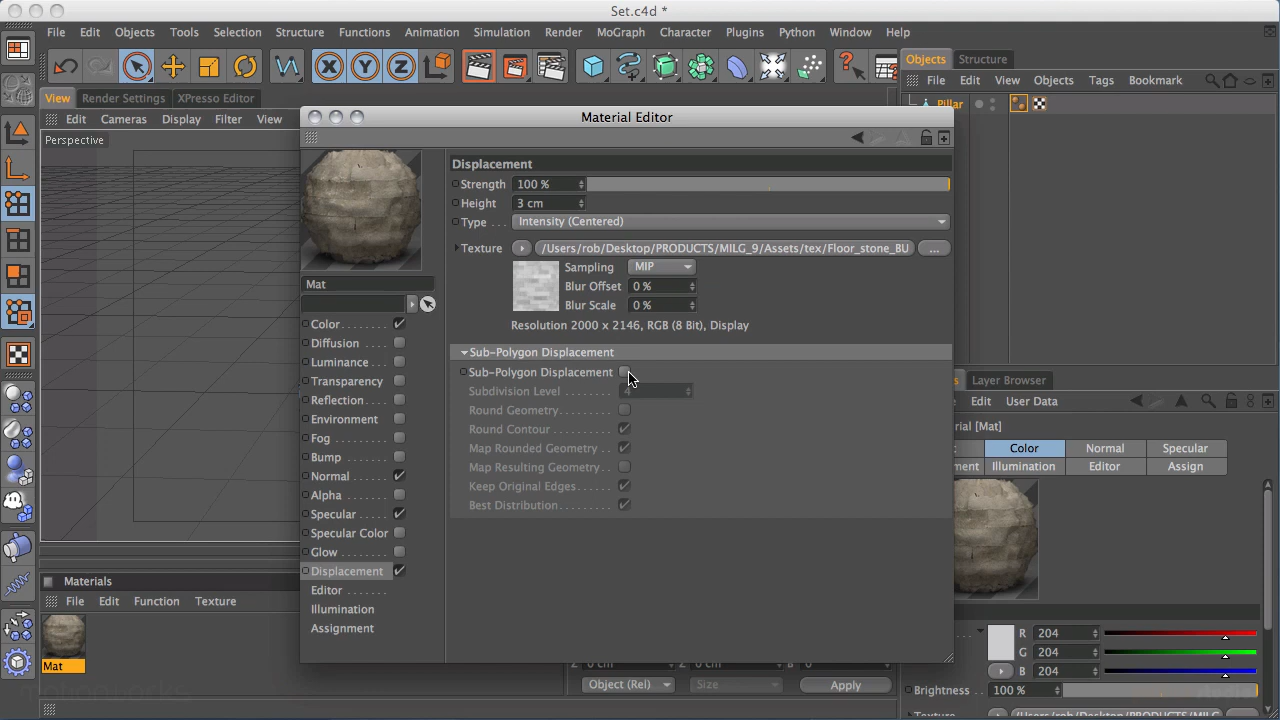 Set.c4d *
File Edit Objects Tools Selection Structure Functions Animation Simulation Render MoGraph Character Plugins Python Window Help
X Y Z
View Render Settings XPresso Editor
Edit Cameras Display Filter View
Perspective
Objects Structure
File Edit View Objects Tags Bookmark
Pillar
Material Editor
Displacement
Strength 100 %
Height 3 cm
Type . . . Intensity (Centered)
Texture /Users/rob/Desktop/PRODUCTS/MILG_9/Assets/tex/Floor_stone_BU ...
Sampling MIP
Blur Offset 0 %
Blur Scale 0 %
Resolution 2000 x 2146, RGB (8 Bit), Display
Sub-Polygon Displacement
Sub-Polygon Displacement
Subdivision Level . . . . . . . . 4
Round Geometry. . . . . . . . .
Round Contour . . . . . . . . . .
Map Rounded Geometry . .
Map Resulting Geometry. . .
Keep Original Edges. . . . . .
Best Distribution. . . . . . . . .
Mat
Color. . . . . . . .
Diffusion . . . . .
Luminance. . . .
Transparency
Reflection. . . .
Environment
Fog . . . . . . . . .
Bump. . . . . . . .
Normal . . . . . .
Alpha . . . . . . .
Specular . . . . .
Specular Color
Glow . . . . . . . .
Displacement
Editor . . . . . . .
Illumination
Assignment
s Layer Browser
Edit User Data
rial [Mat]
Color Normal Specular
ment Illumination Editor Assign
R 204
G 204
B 204
Brightness . 100 %
Texture
Materials
File Edit Function Texture
Mat
Object (Rel) Size Apply
motionworks